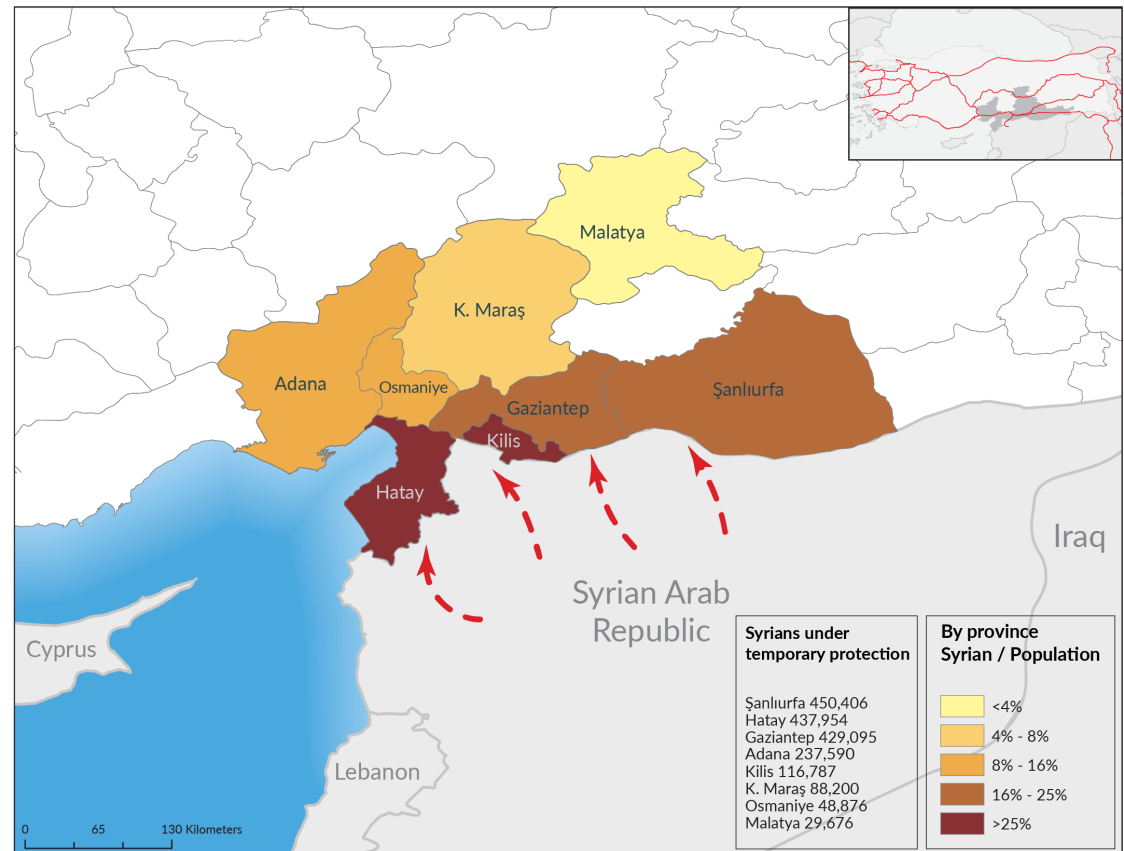 Malatya
K. Maraş
Adana
Osmaniye
Gaziantep
Şanlıurfa
Kilis
Hatay
Iraq
Syrian Arab
Republic
Cyprus
Lebanon
0 65 130 Kilometers
Syrians under
temporary protection
Şanlıurfa 450,406
Hatay 437,954
Gaziantep 429,095
Adana 237,590
Kilis 116,787
K. Maraş 88,200
Osmaniye 48,876
Malatya 29,676
By province
Syrian / Population
<4%
4% - 8%
8% - 16%
16% - 25%
>25%